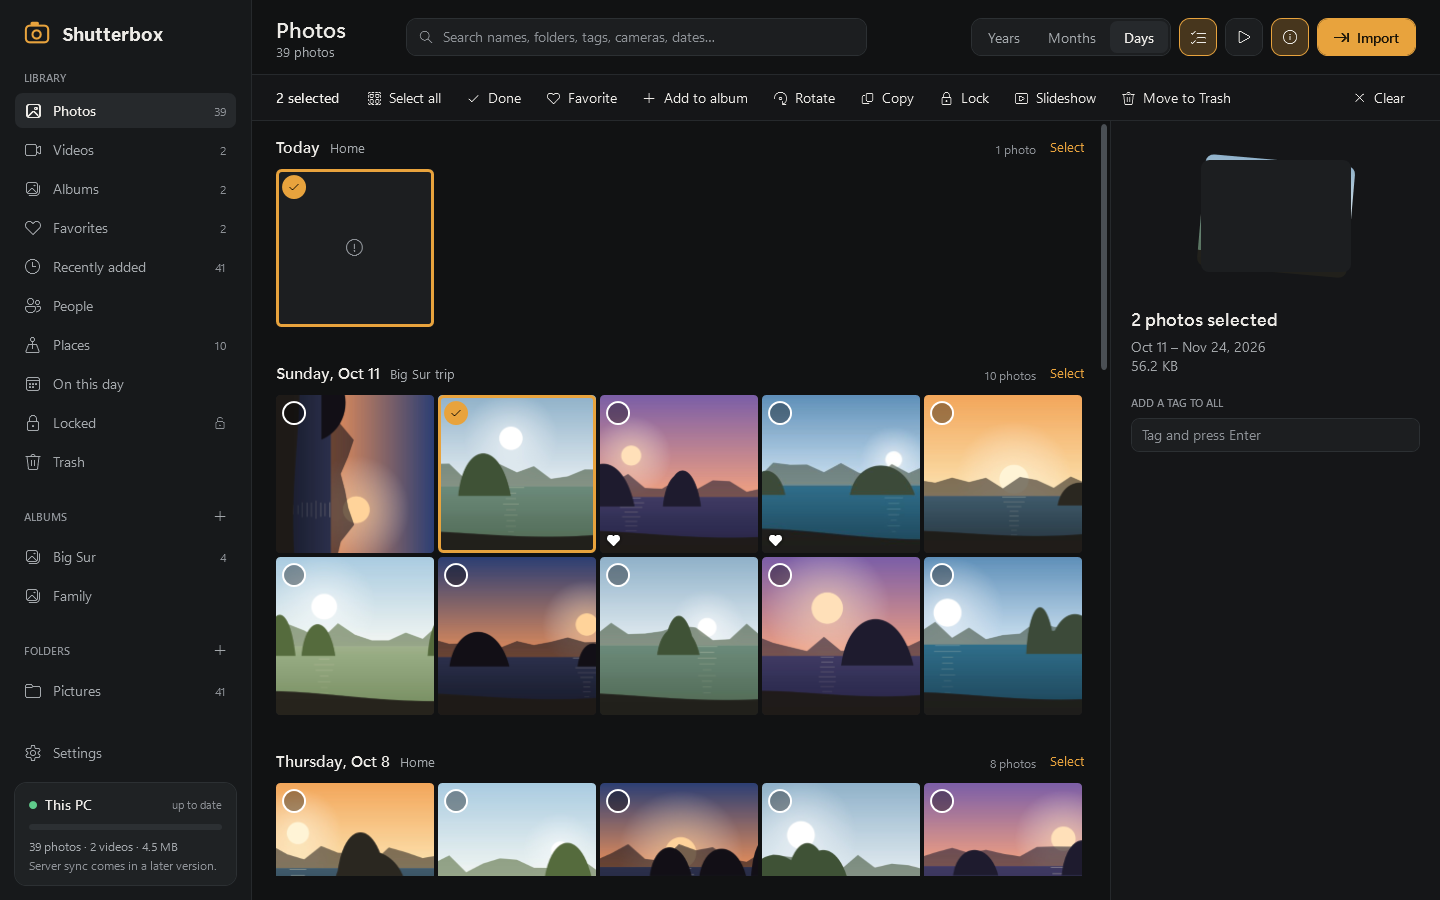 Shutterbox
LIBRARY
Photos 39
Videos 2
Albums 2
Favorites 2
Recently added 41
People
Places 10
On this day
Locked
Trash
ALBUMS
Big Sur 4
Family
FOLDERS
Pictures 41
Settings
This PC up to date
39 photos · 2 videos · 4.5 MB
Server sync comes in a later version.
Photos
39 photos
Search names, folders, tags, cameras, dates...
Years Months Days
Import
2 selected Select all Done Favorite Add to album Rotate Copy Lock Slideshow Move to Trash Clear
Today Home 1 photo Select
Sunday, Oct 11 Big Sur trip 10 photos Select
Thursday, Oct 8 Home 8 photos Select
2 photos selected
Oct 11 – Nov 24, 2026
56.2 KB
ADD A TAG TO ALL
Tag and press Enter